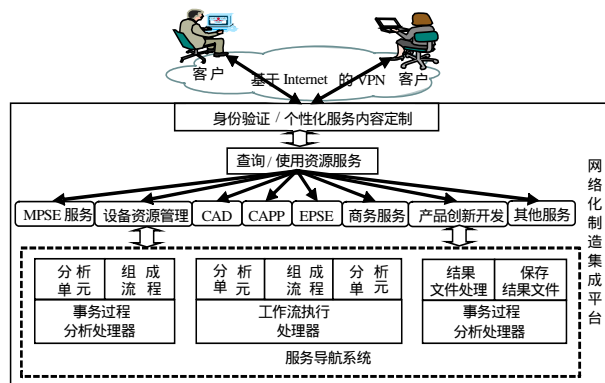 客户
基于 Internet 的 VPN
客户
身份验证 / 个性化服务内容定制
查询 / 使用资源服务
网络化制造集成平台
MPSE 服务
设备资源管理
CAD
CAPP
EPSE
商务服务
产品创新开发
其他服务
分析
单元
组成
流程
事务过程
分析处理器
分析
单元
组成
流程
分析
单元
工作流执行
处理器
结果
文件处理
保存
结果文件
事务过程
分析处理器
服务导航系统